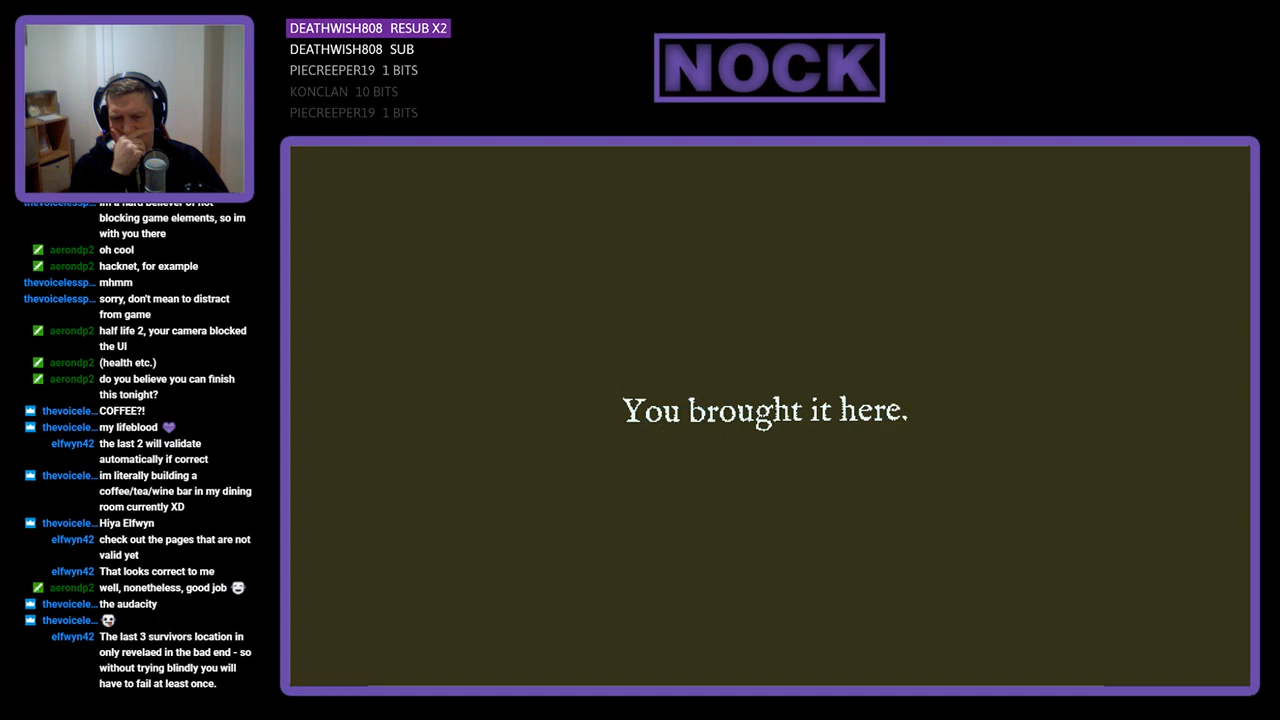 DEATHWISH808 RESUB X2
DEATHWISH808 SUB
PIECREEPER19 1 BITS
KONCLAN 10 BITS
PIECREEPER19 1 BITS
NOCK
blocking game elements, so im
with you there
aerondp2 oh cool
aerondp2 hacknet, for example
thevoicelessp... mhmm
thevoicelessp... sorry, don't mean to distract
from game
aerondp2 half life 2, your camera blocked
the UI
aerondp2 (health etc.)
aerondp2 do you believe you can finish
this tonight?
thevoicele... COFFEE?!
thevoicele... my lifeblood
elfwyn42 the last 2 will validate
automatically if correct
thevoicele... im literally building a
coffee/tea/wine bar in my dining
room currently XD
thevoicele... Hiya Elfwyn
elfwyn42 check out the pages that are not
valid yet
elfwyn42 That looks correct to me
aerondp2 well, nonetheless, good job
thevoicele... the audacity
thevoicele...
elfwyn42 The last 3 survivors location in
only revelaed in the bad end - so
without trying blindly you will
have to fail at least once.
You brought it here.